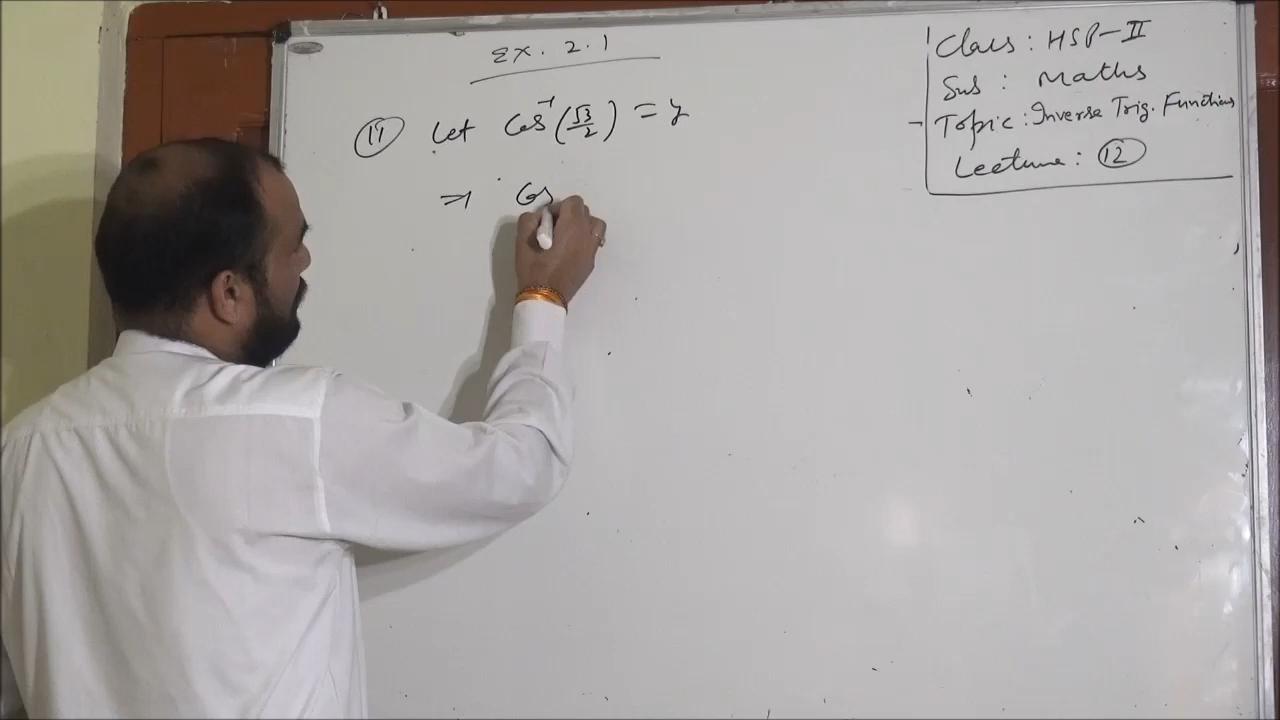 Ex. 2.1
Class : HSP-II
Sub : Maths
Topic : Inverse Trig. Functions
Lecture : 12
Let Cos⁻¹(√3/2) = y
⇒ Cos